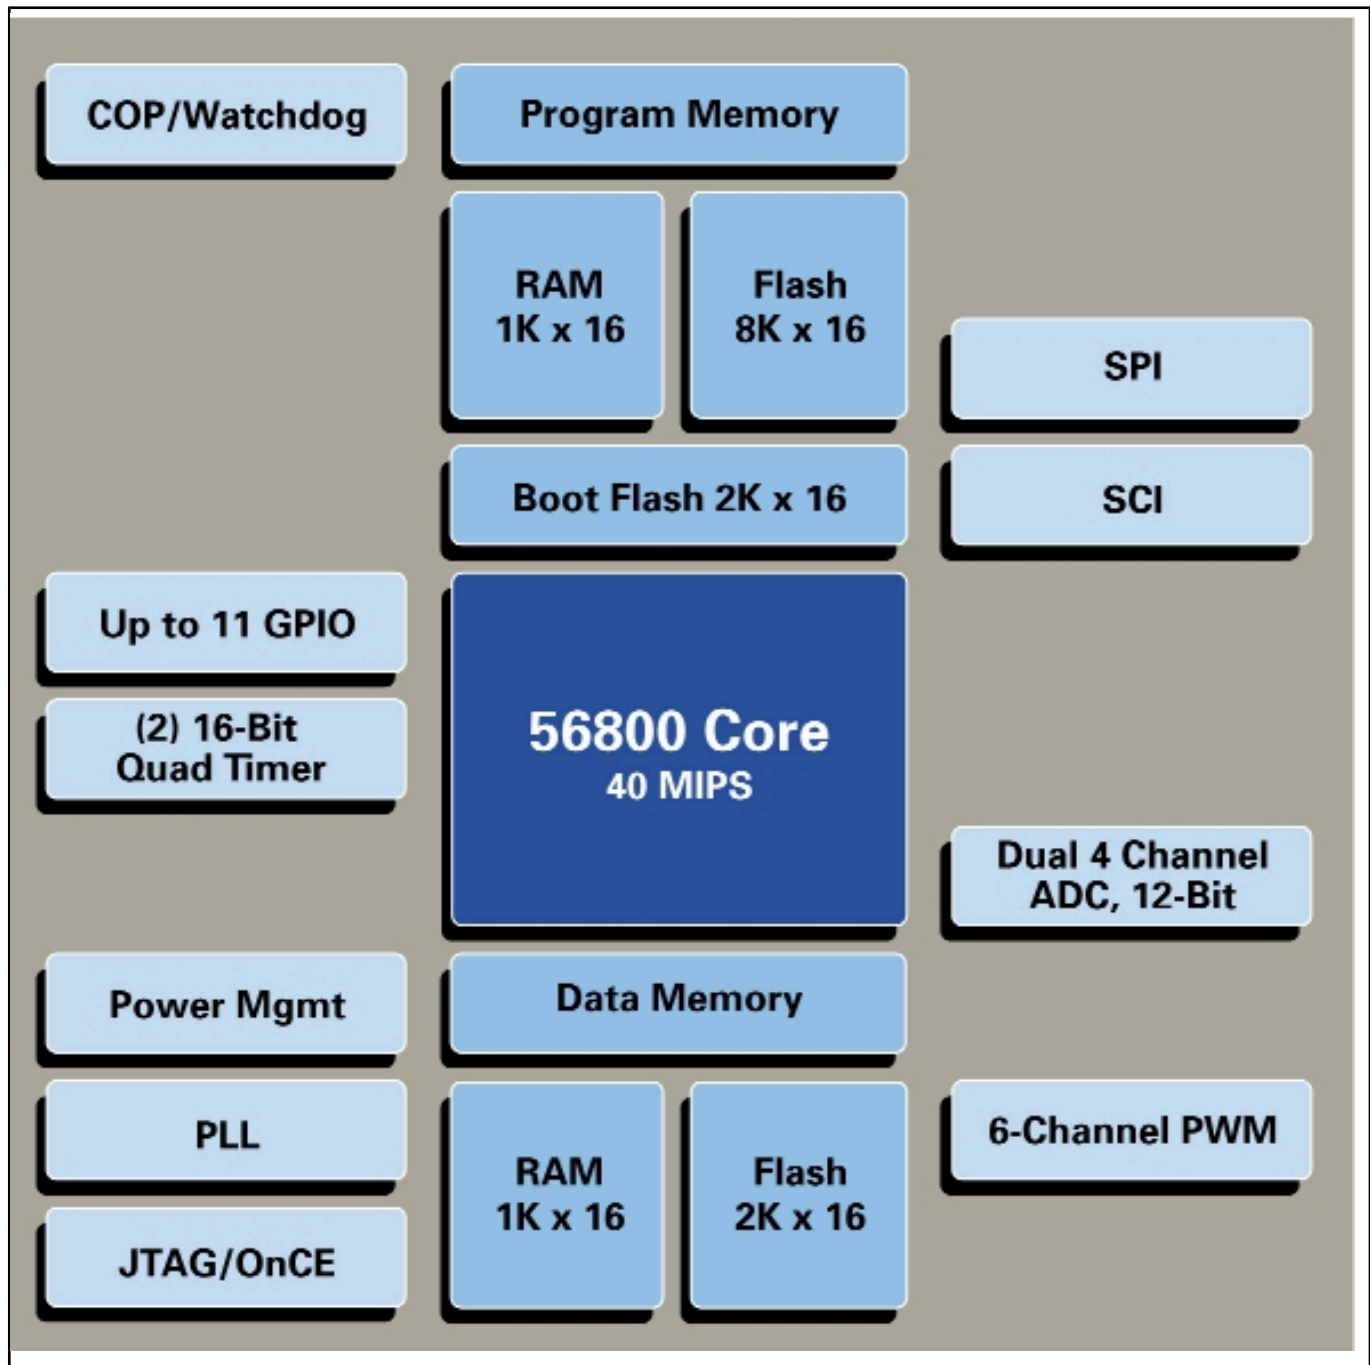 COP/Watchdog
Program Memory
RAM
1K x 16
Flash
8K x 16
SPI
Boot Flash 2K x 16
SCI
Up to 11 GPIO
(2) 16-Bit
Quad Timer
56800 Core
40 MIPS
Dual 4 Channel
ADC, 12-Bit
Power Mgmt
Data Memory
PLL
RAM
1K x 16
Flash
2K x 16
6-Channel PWM
JTAG/OnCE